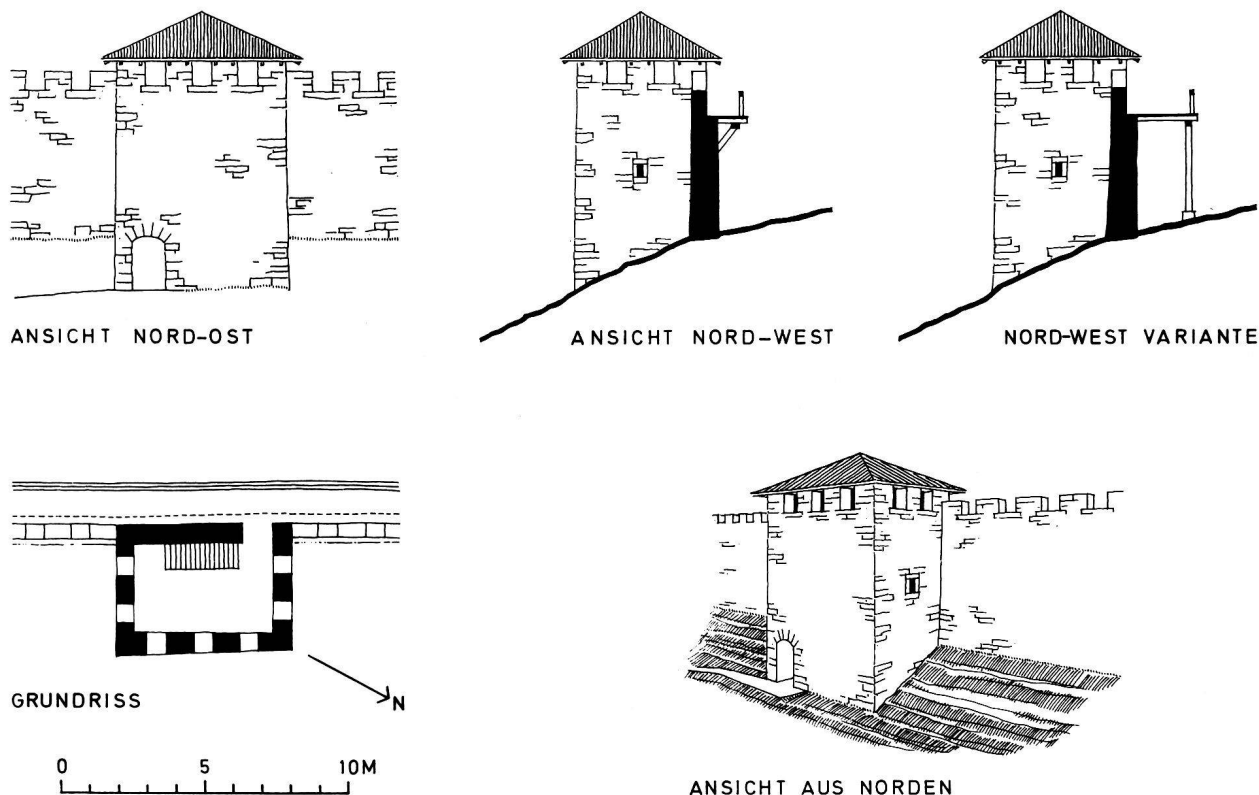 ANSICHT NORD-OST
ANSICHT NORD-WEST
NORD-WEST VARIANTE
GRUNDRISS
N
0 5 10M
ANSICHT AUS NORDEN